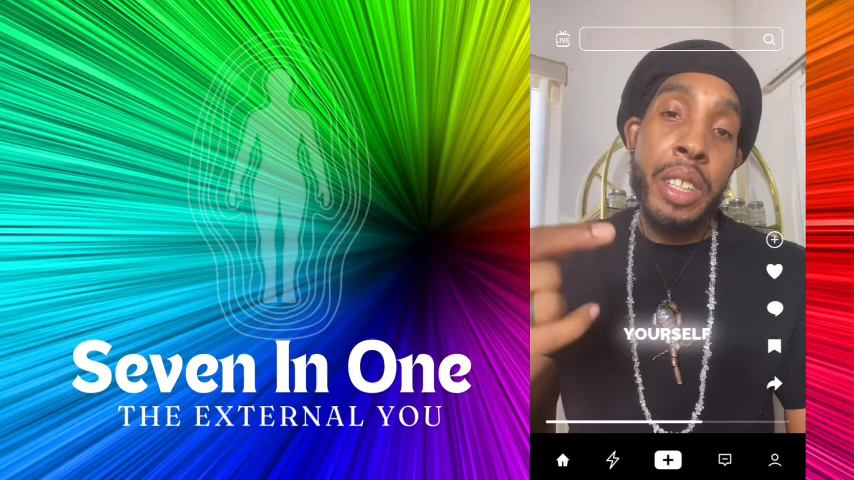 Seven In One
THE EXTERNAL YOU
LIVE
YOURSELF